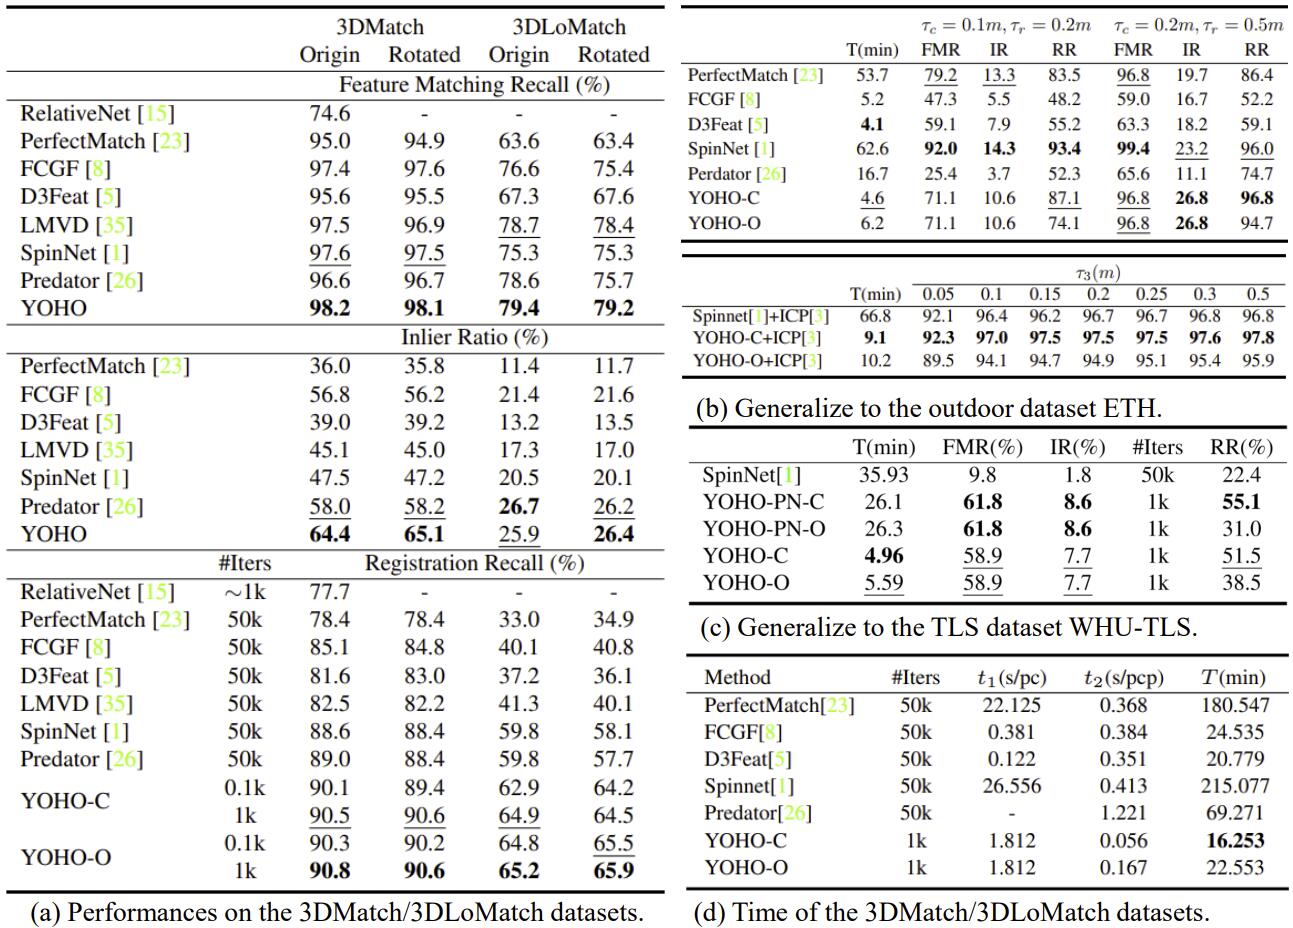 3DMatch 3DLoMatch
Origin Rotated Origin Rotated
Feature Matching Recall (%)
RelativeNet [15] 74.6 - - -
PerfectMatch [23] 95.0 94.9 63.6 63.4
FCGF [8] 97.4 97.6 76.6 75.4
D3Feat [5] 95.6 95.5 67.3 67.6
LMVD [35] 97.5 96.9 78.7 78.4
SpinNet [1] 97.6 97.5 75.3 75.3
Predator [26] 96.6 96.7 78.6 75.7
YOHO 98.2 98.1 79.4 79.2
Inlier Ratio (%)
PerfectMatch [23] 36.0 35.8 11.4 11.7
FCGF [8] 56.8 56.2 21.4 21.6
D3Feat [5] 39.0 39.2 13.2 13.5
LMVD [35] 45.1 45.0 17.3 17.0
SpinNet [1] 47.5 47.2 20.5 20.1
Predator [26] 58.0 58.2 26.7 26.2
YOHO 64.4 65.1 25.9 26.4
#Iters Registration Recall (%)
RelativeNet [15] ~1k 77.7 - - -
PerfectMatch [23] 50k 78.4 78.4 33.0 34.9
FCGF [8] 50k 85.1 84.8 40.1 40.8
D3Feat [5] 50k 81.6 83.0 37.2 36.1
LMVD [35] 50k 82.5 82.2 41.3 40.1
SpinNet [1] 50k 88.6 88.4 59.8 58.1
Predator [26] 50k 89.0 88.4 59.8 57.7
YOHO-C 0.1k 90.1 89.4 62.9 64.2
1k 90.5 90.6 64.9 64.5
YOHO-O 0.1k 90.3 90.2 64.8 65.5
1k 90.8 90.6 65.2 65.9
(a) Performances on the 3DMatch/3DLoMatch datasets.
τc = 0.1m, τr = 0.2m τc = 0.2m, τr = 0.5m
T(min) FMR IR RR FMR IR RR
PerfectMatch [23] 53.7 79.2 13.3 83.5 96.8 19.7 86.4
FCGF [8] 5.2 47.3 5.5 48.2 59.0 16.7 52.2
D3Feat [5] 4.1 59.1 7.9 55.2 63.3 18.2 59.1
SpinNet [1] 62.6 92.0 14.3 93.4 99.4 23.2 96.0
Perdator [26] 16.7 25.4 3.7 52.3 65.6 11.1 74.7
YOHO-C 4.6 71.1 10.6 87.1 96.8 26.8 96.8
YOHO-O 6.2 71.1 10.6 74.1 96.8 26.8 94.7
τ3(m)
T(min) 0.05 0.1 0.15 0.2 0.25 0.3 0.5
Spinnet[1]+ICP[3] 66.8 92.1 96.4 96.2 96.7 96.7 96.8 96.8
YOHO-C+ICP[3] 9.1 92.3 97.0 97.5 97.5 97.5 97.6 97.8
YOHO-O+ICP[3] 10.2 89.5 94.1 94.7 94.9 95.1 95.4 95.9
(b) Generalize to the outdoor dataset ETH.
T(min) FMR(%) IR(%) #Iters RR(%)
SpinNet[1] 35.93 9.8 1.8 50k 22.4
YOHO-PN-C 26.1 61.8 8.6 1k 55.1
YOHO-PN-O 26.3 61.8 8.6 1k 31.0
YOHO-C 4.96 58.9 7.7 1k 51.5
YOHO-O 5.59 58.9 7.7 1k 38.5
(c) Generalize to the TLS dataset WHU-TLS.
Method #Iters t1(s/pc) t2(s/pcp) T(min)
PerfectMatch[23] 50k 22.125 0.368 180.547
FCGF[8] 50k 0.381 0.384 24.535
D3Feat[5] 50k 0.122 0.351 20.779
Spinnet[1] 50k 26.556 0.413 215.077
Predator[26] 50k - 1.221 69.271
YOHO-C 1k 1.812 0.056 16.253
YOHO-O 1k 1.812 0.167 22.553
(d) Time of the 3DMatch/3DLoMatch datasets.